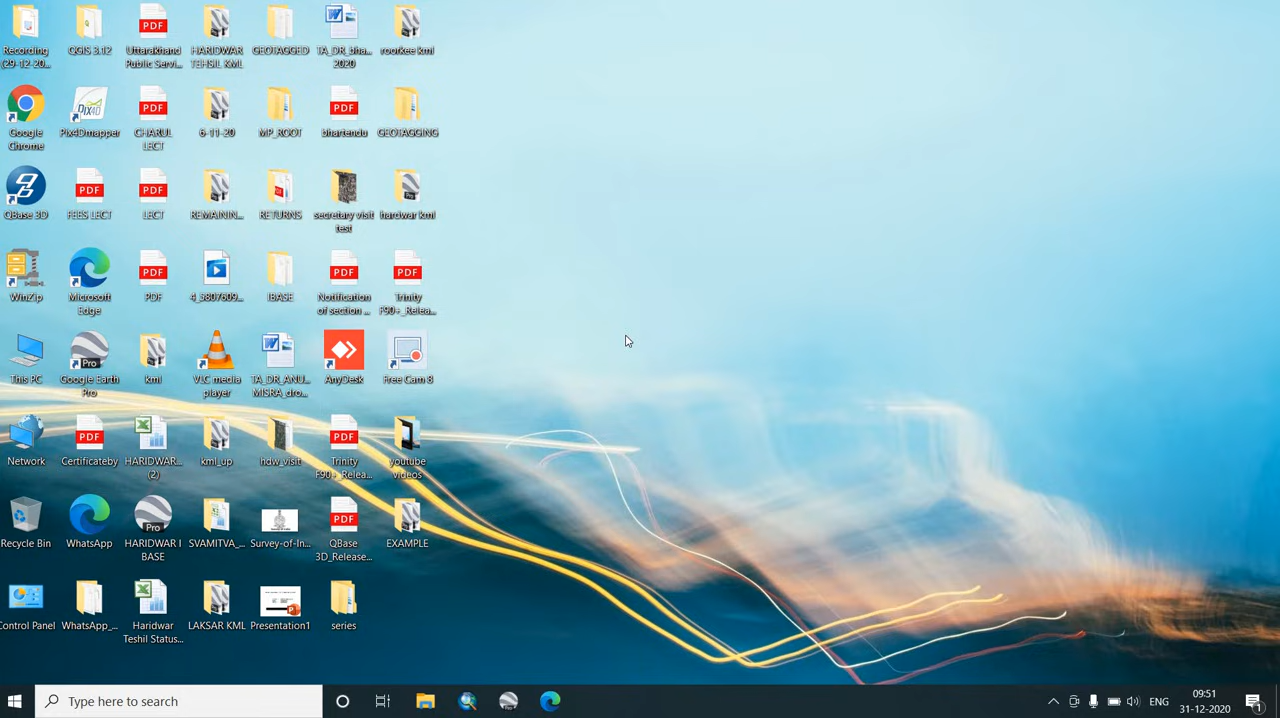 Recording
(29-12-20...
QGIS 3.12
PDF
Uttarakhand
Public Servi...
HARIDWAR
TEHSIL KML
GEOTAGGED
TA_DR_bha...
2020
roorkee kml
Google
Chrome
PIX4D
Pix4Dmapper
PDF
CHARUL
LECT
6-11-20
MP_ROOT
PDF
bhartendu
GEOTAGGING
QBase 3D
PDF
FEES LECT
PDF
LECT
REMAININ...
RETURNS
secretary visit
test
Pro
hardwar kml
WinZip
Microsoft
Edge
PDF
PDF
4_5807609...
IBASE
PDF
Notification
of section ...
PDF
Trinity
F90+_Relea...
This PC
Pro
Google Earth
Pro
kml
VLC media
player
TA_DR_ANU...
MISRA_dro...
AnyDesk
Free Cam 8
Network
PDF
Certificateby
HARIDWAR...
(2)
kml_up
hdw_visit
PDF
Trinity
F90+_Relea...
youtube
videos
Recycle Bin
WhatsApp
Pro
HARIDWAR I
BASE
SVAMITVA_...
Survey-of-In...
PDF
QBase
3D_Release...
EXAMPLE
Control Panel
WhatsApp_...
Haridwar
Teshil Status...
LAKSAR KML
Presentation1
series
Type here to search
ENG
09:51
31-12-2020
1